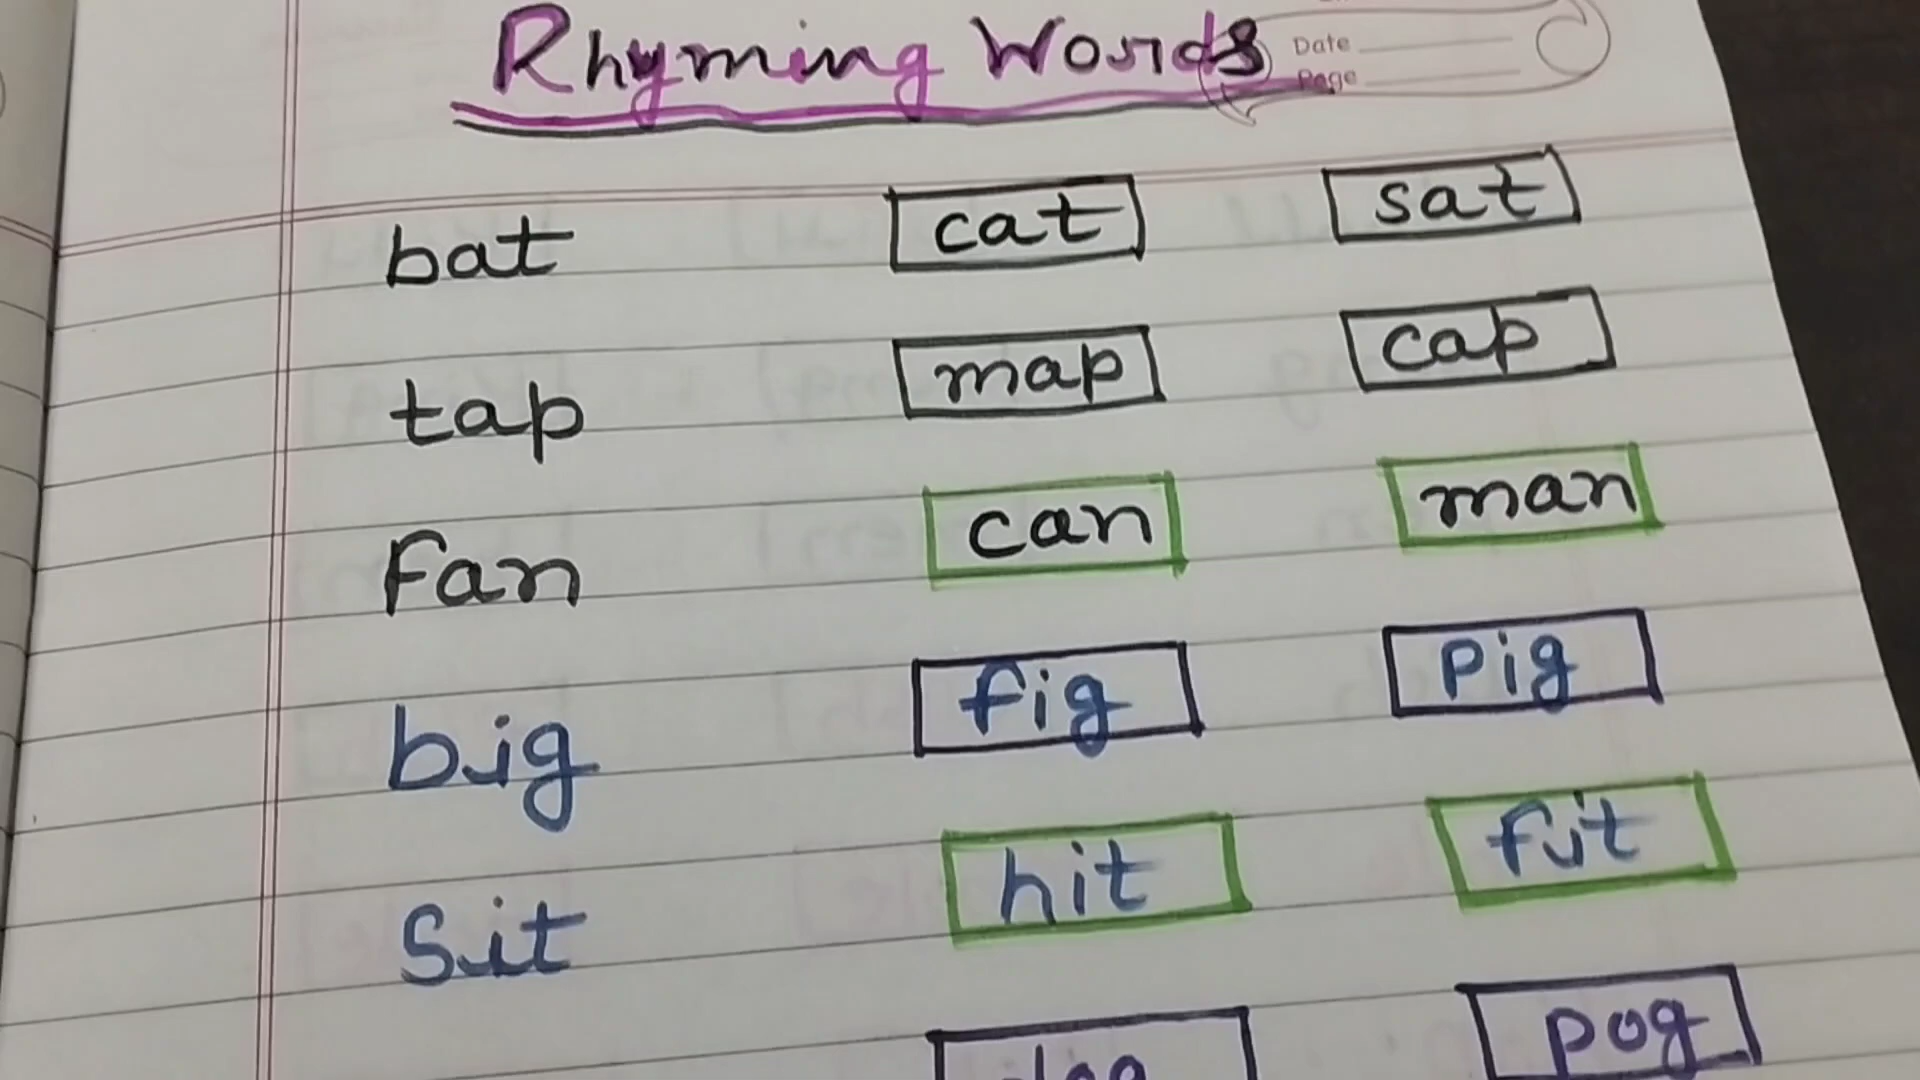 Rhyming Words
Date
Page
bat cat sat
tap map cap
Fan can man
big fig Pig
Sit hit fit
pog